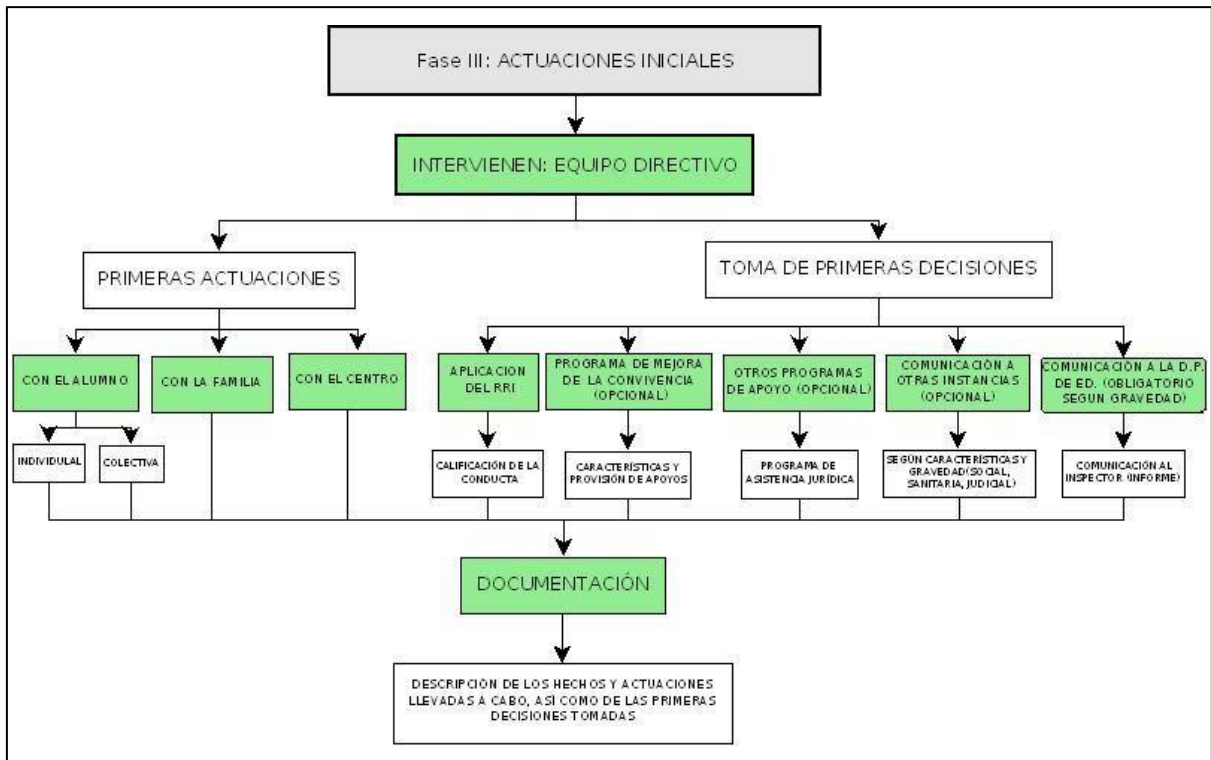 Fase III: ACTUACIONES INICIALES
INTERVIENEN: EQUIPO DIRECTIVO
PRIMERAS ACTUACIONES
TOMA DE PRIMERAS DECISIONES
CON EL ALUMNO
CON LA FAMILIA
CON EL CENTRO
APLICACION
DEL RRI
PROGRAMA DE MEJORA
DE LA CONVIVENCIA
(OPCIONAL)
OTROS PROGRAMAS
DE APOYO (OPCIONAL)
COMUNICACIÓN A
OTRAS INSTANCIAS
(OPCIONAL)
COMUNICACIÓN A LA D.P.
DE ED. (OBLIGATORIO
SEGUN GRAVEDAD)
INDIVIDULAL
COLECTIVA
CALIFICACIÓN DE LA
CONDUCTA
CARACTERÍSTICAS Y
PROVISIÓN DE APOYOS
PROGRAMA DE
ASISTENCIA JURÍDICA
SEGÚN CARACTERÍSTICAS Y
GRAVEDAD(SOCIAL,
SANITARIA, JUDICIAL)
COMUNICACIÓN AL
INSPECTOR (INFORME)
DOCUMENTACIÓN
DESCRIPCIÓN DE LOS HECHOS Y ACTUACIONES
LLEVADAS A CABO, ASÍ COMO DE LAS PRIMERAS
DECISIONES TOMADAS